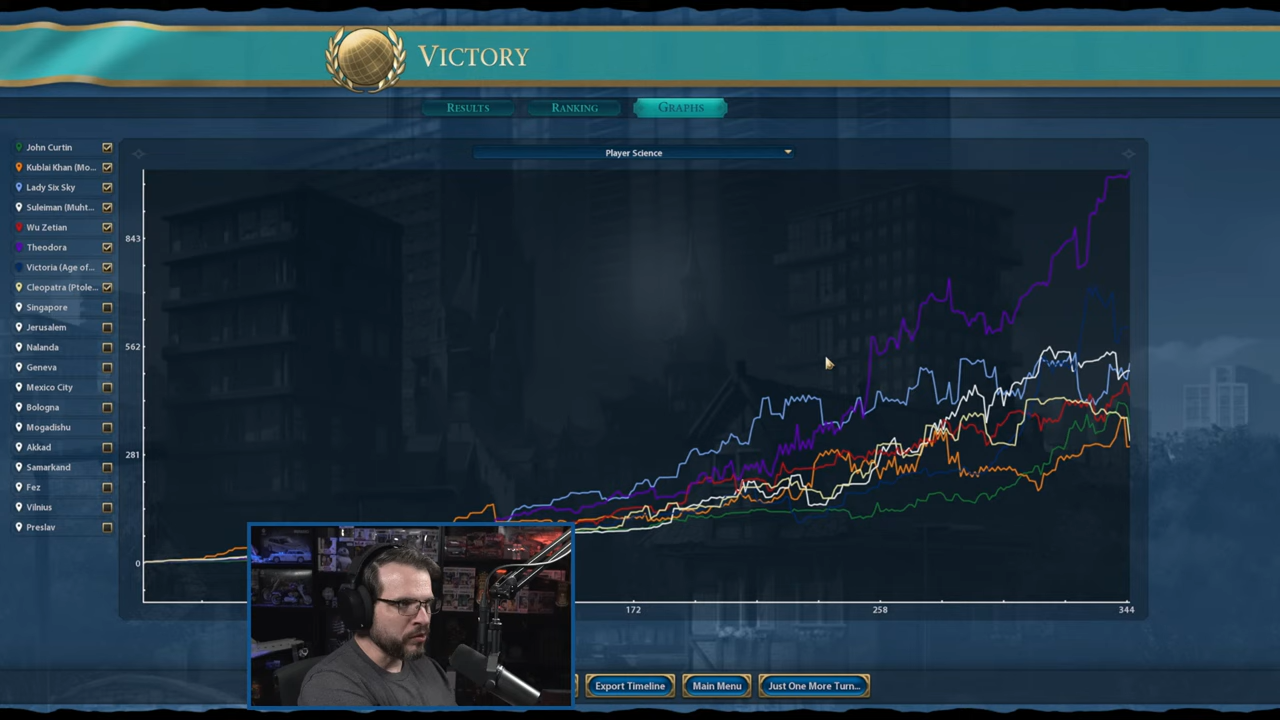 VICTORY
RESULTS RANKING GRAPHS
Player Science
John Curtin
Kublai Khan (Mo...
Lady Six Sky
Suleiman (Muht...
Wu Zetian
Theodora
Victoria (Age of...
Cleopatra (Ptole...
Singapore
Jerusalem
Nalanda
Geneva
Mexico City
Bologna
Mogadishu
Akkad
Samarkand
Fez
Vilnius
Preslav
843
562
281
0
172 258 344
Export Timeline Main Menu Just One More Turn...